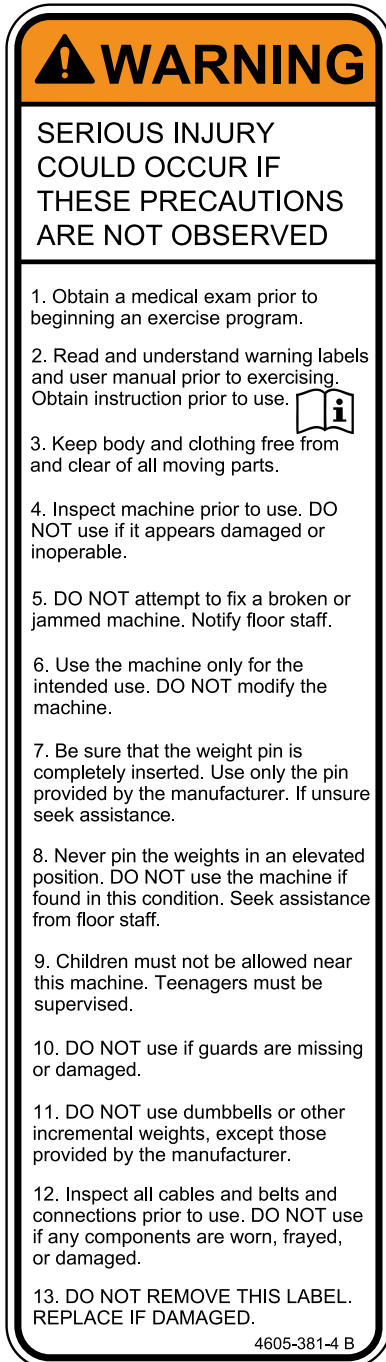 WARNING
SERIOUS INJURY
COULD OCCUR IF
THESE PRECAUTIONS
ARE NOT OBSERVED
1. Obtain a medical exam prior to
beginning an exercise program.
2. Read and understand warning labels
and user manual prior to exercising.
Obtain instruction prior to use.
3. Keep body and clothing free from
and clear of all moving parts.
4. Inspect machine prior to use. DO
NOT use if it appears damaged or
inoperable.
5. DO NOT attempt to fix a broken or
jammed machine. Notify floor staff.
6. Use the machine only for the
intended use. DO NOT modify the
machine.
7. Be sure that the weight pin is
completely inserted. Use only the pin
provided by the manufacturer. If unsure
seek assistance.
8. Never pin the weights in an elevated
position. DO NOT use the machine if
found in this condition. Seek assistance
from floor staff.
9. Children must not be allowed near
this machine. Teenagers must be
supervised.
10. DO NOT use if guards are missing
or damaged.
11. DO NOT use dumbbells or other
incremental weights, except those
provided by the manufacturer.
12. Inspect all cables and belts and
connections prior to use. DO NOT use
if any components are worn, frayed,
or damaged.
13. DO NOT REMOVE THIS LABEL.
REPLACE IF DAMAGED.
4605-381-4 B